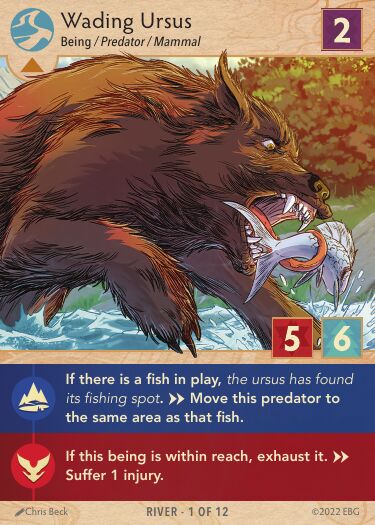 Wading Ursus
Being / Predator / Mammal
2
5
6
If there is a fish in play, the ursus has found
its fishing spot. Move this predator to
the same area as that fish.
If this being is within reach, exhaust it.
Suffer 1 injury.
Chris Beck
RIVER - 1 OF 12
©2022 EBG